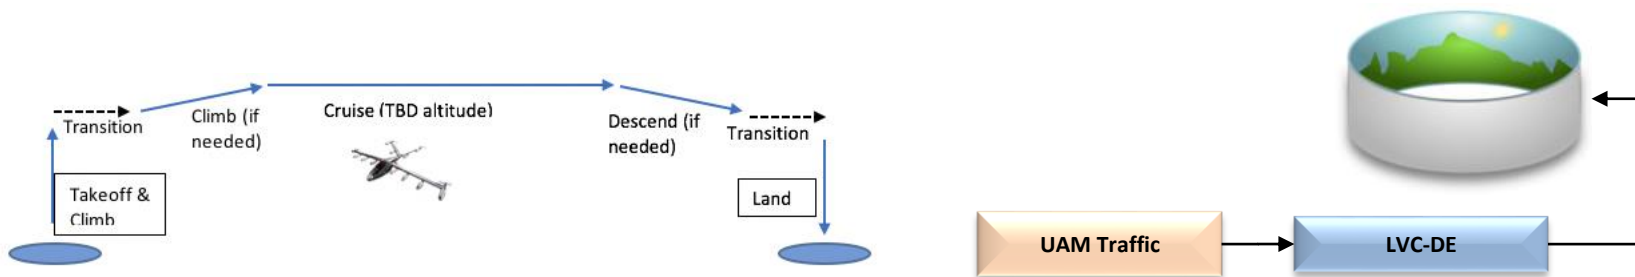 Transition
Climb (if
needed)
Cruise (TBD altitude)
Descend (if
needed)
Transition
Takeoff &
Climb
Land
UAM Traffic
LVC-DE